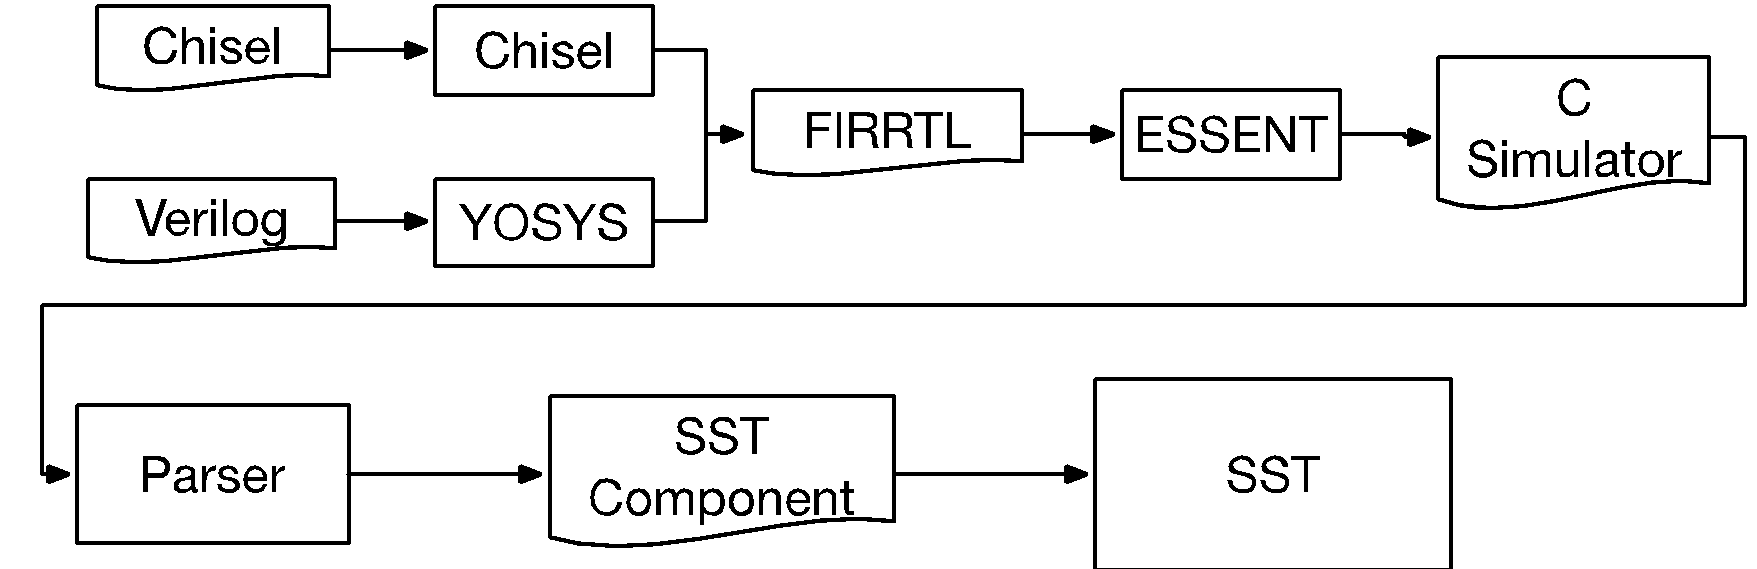 Chisel
Chisel
Verilog
YOSYS
FIRRTL
ESSENT
C
Simulator
Parser
SST
Component
SST